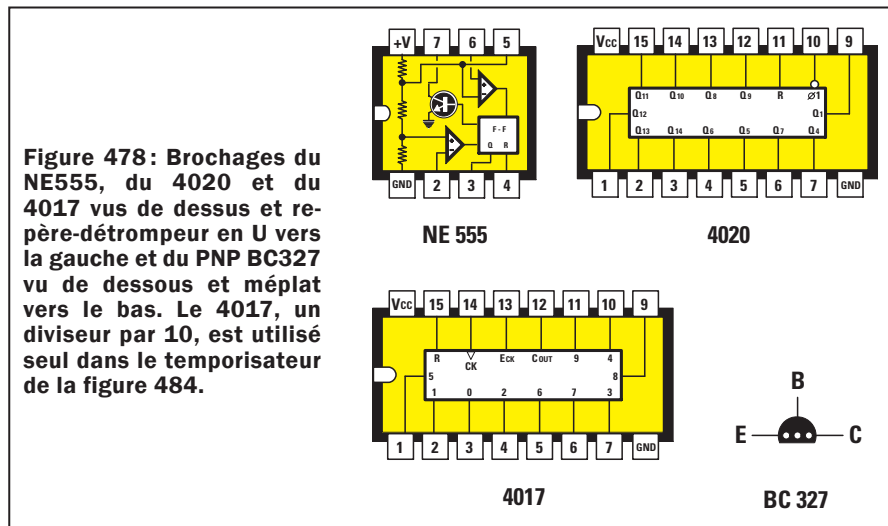 Figure 478: Brochages du
NE555, du 4020 et du
4017 vus de dessus et re-
père-détrompeur en U vers
la gauche et du PNP BC327
vu de dessous et méplat
vers le bas. Le 4017, un
diviseur par 10, est utilisé
seul dans le temporisateur
de la figure 484.
+V 7 6 5
F-F
Q R
GND 2 3 4
NE 555
Vcc 15 14 13 12 11 10 9
Q11 Q10 Q8 Q9 R Ø1
Q12 Q1
Q13 Q14 Q6 Q5 Q7 Q4
1 2 3 4 5 6 7 GND
4020
Vcc 15 14 13 12 11 10 9
R CK ECK COUT 9 4
5 8
1 0 2 6 7 3
1 2 3 4 5 6 7 GND
4017
B
E C
BC 327